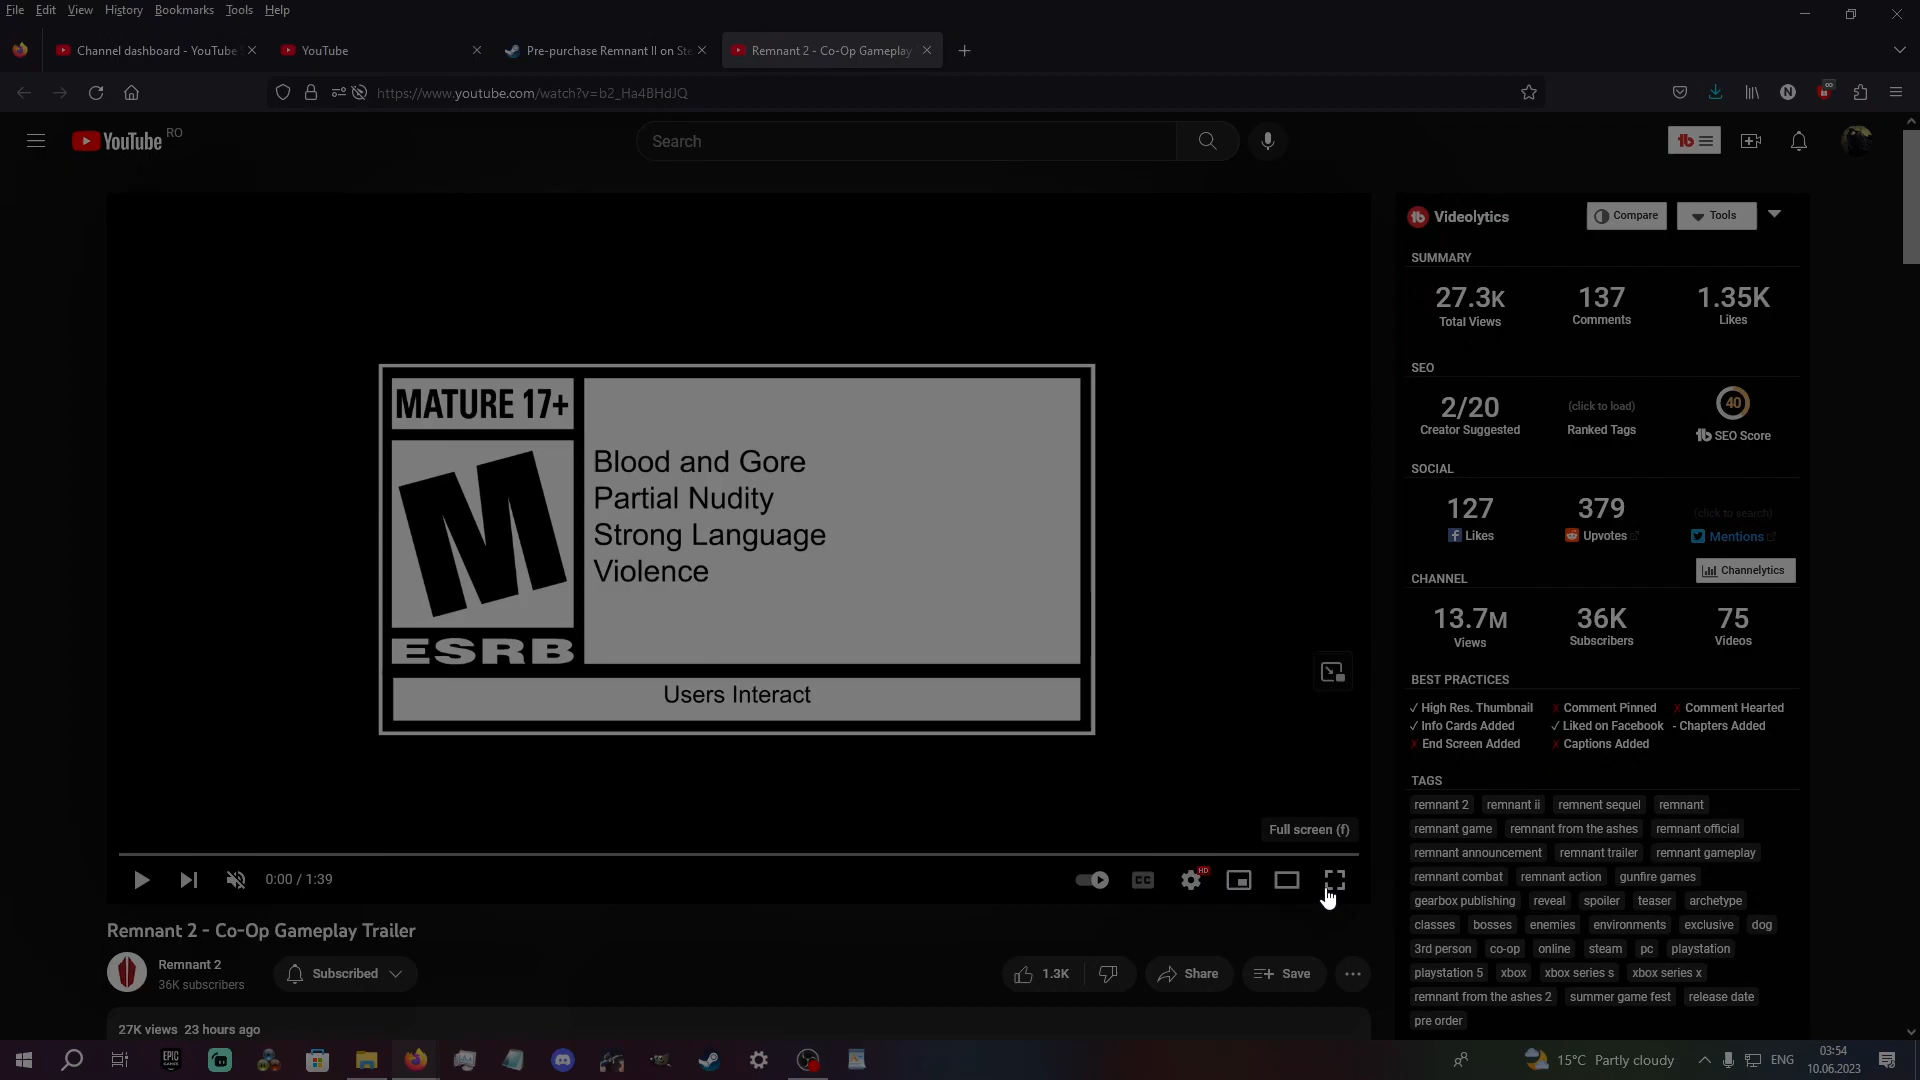 File Edit View History Bookmarks Tools Help
Channel dashboard - YouTube
YouTube
Pre-purchase Remnant II on Ste
Remnant 2 - Co-Op Gameplay
https://www.youtube.com/watch?v=b2_Ha4BHdJQ
YouTube RO
Search
Videolytics
Compare
Tools
SUMMARY
27.3K 137 1.35K
Total Views Comments Likes
SEO
2/20 (click to load) 40
Creator Suggested Ranked Tags SEO Score
SOCIAL
127 379 (click to search)
Likes Upvotes Mentions
CHANNEL
Channelytics
13.7M 36K 75
Views Subscribers Videos
BEST PRACTICES
High Res. Thumbnail Comment Pinned Comment Hearted
Info Cards Added Liked on Facebook - Chapters Added
End Screen Added Captions Added
TAGS
remnant 2 remnant ii remnent sequel remnant
remnant game remnant from the ashes remnant official
remnant announcement remnant trailer remnant gameplay
remnant combat remnant action gunfire games
gearbox publishing reveal spoiler teaser archetype
classes bosses enemies environments exclusive dog
3rd person co-op online steam pc playstation
playstation 5 xbox xbox series s xbox series x
remnant from the ashes 2 summer game fest release date
pre order
MATURE 17+
M
ESRB
Blood and Gore
Partial Nudity
Strong Language
Violence
Users Interact
Full screen (f)
0:00 / 1:39
CC
HD
Remnant 2 - Co-Op Gameplay Trailer
Remnant 2
36K subscribers
Subscribed
1.3K
Share
Save
27K views 23 hours ago
EPIC GAMES
15°C Partly cloudy
ENG
03:54
10.06.2023